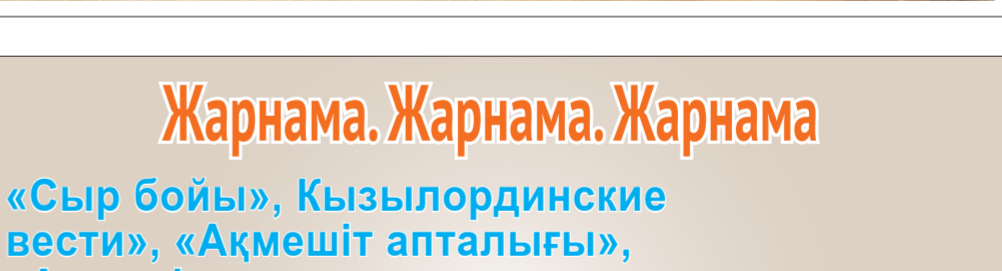 Жарнама. Жарнама. Жарнама
«Сыр бойы», Кызылординские
вести», «Ақмешіт апталығы»,